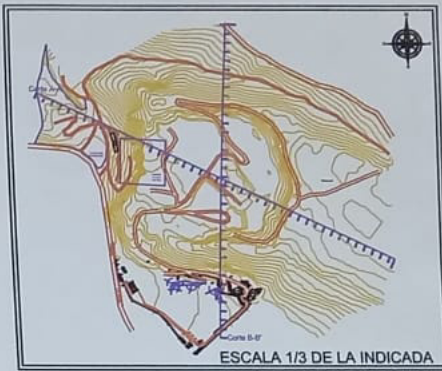 Corte A-A'
Corte B-B'
ESCALA 1/3 DE LA INDICADA